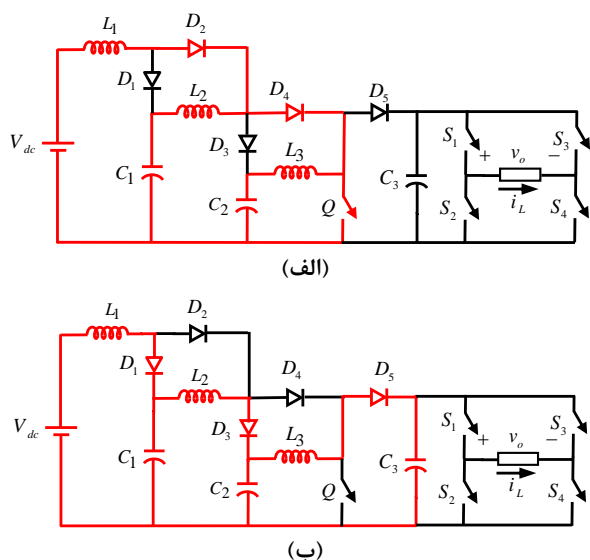 L1 D2
D1 L2 D4 D5
Vdc D3 L3 S1 + vo − S3
C1 C2 Q C3 S2 iL S4
(الف)
L1 D2
D1 L2 D4 D5
Vdc D3 L3 S1 + vo − S3
C1 C2 Q C3 S2 iL S4
(ب)